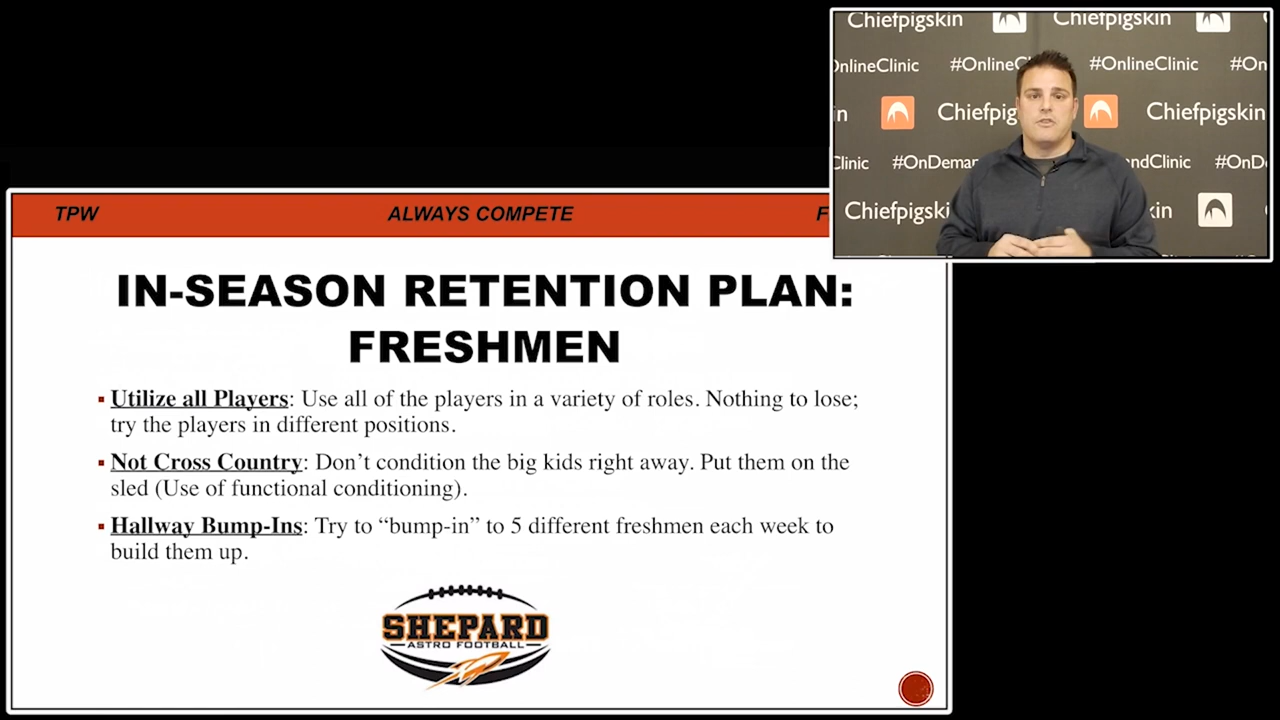 Chiefpigskin Chiefpigskin
#OnlineClinic #OnlineClinic
Chiefpigskin
#OnDemandClinic
Chiefpigskin
TPW ALWAYS COMPETE F
IN-SEASON RETENTION PLAN:
FRESHMEN
▪ Utilize all Players: Use all of the players in a variety of roles. Nothing to lose;
try the players in different positions.
▪ Not Cross Country: Don’t condition the big kids right away. Put them on the
sled (Use of functional conditioning).
▪ Hallway Bump-Ins: Try to “bump-in” to 5 different freshmen each week to
build them up.
SHEPARD
ASTRO FOOTBALL